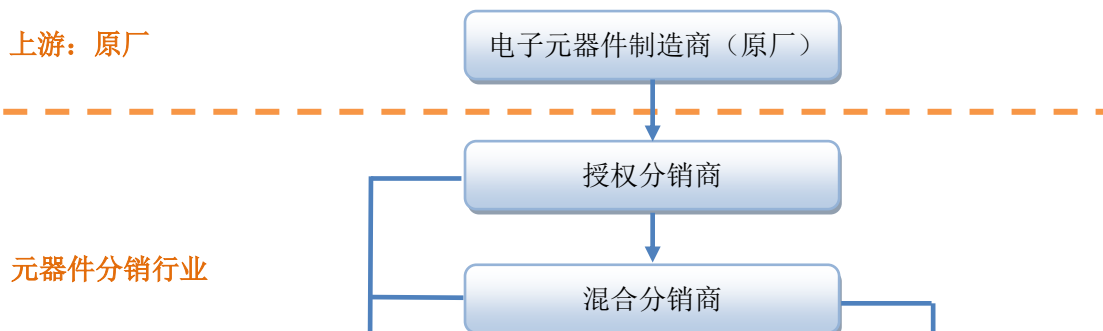 上游：原厂
电子元器件制造商（原厂）
授权分销商
元器件分销行业
混合分销商